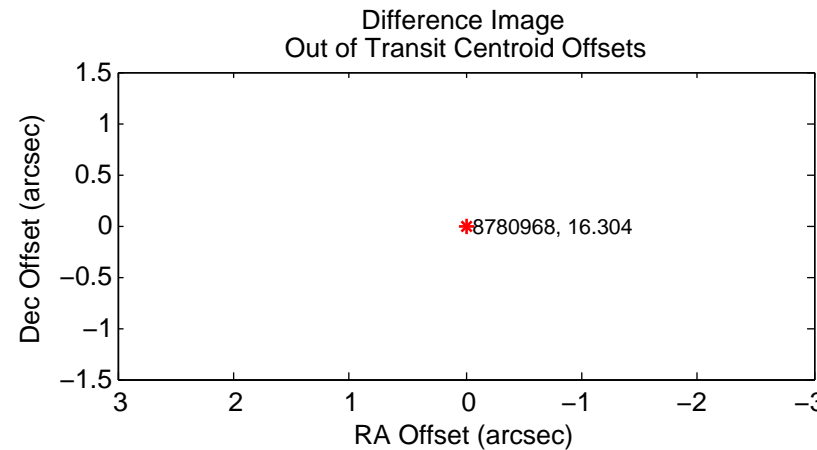 Difference Image
Out of Transit Centroid Offsets
Dec Offset (arcsec)
1.5
1
0.5
0
−0.5
−1
−1.5
8780968, 16.304
3 2 1 0 −1 −2 −3
RA Offset (arcsec)